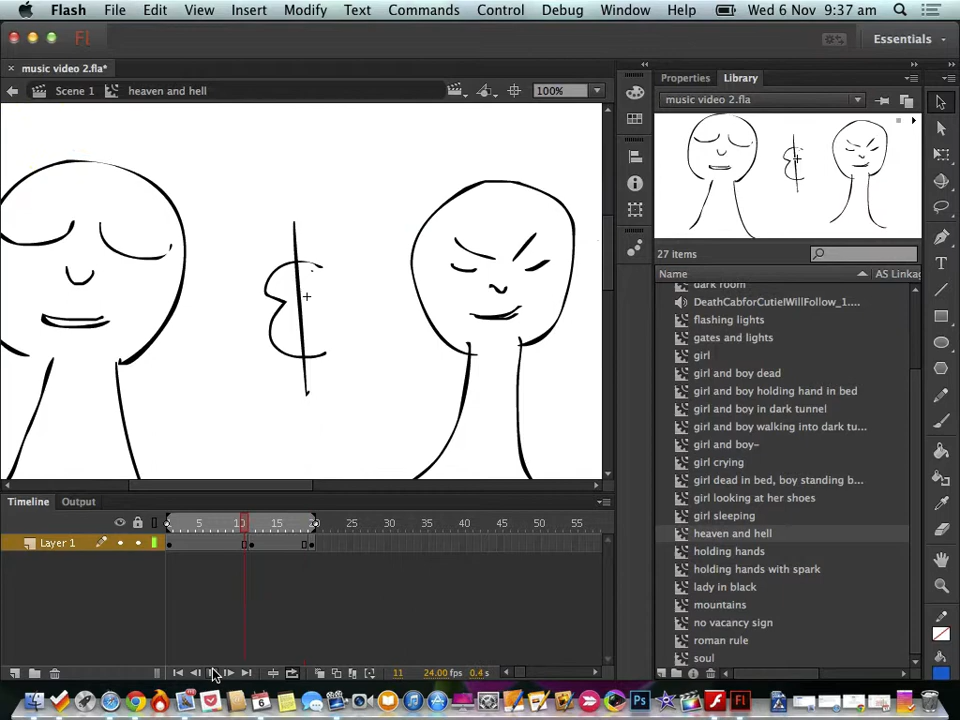 Flash File Edit View Insert Modify Text Commands Control Debug Window Help Wed 6 Nov 9:37 am
Fl Essentials
music video 2.fla* Properties Library
Scene 1 heaven and hell 100%
music video 2.fla
27 items
Name AS Linkag
dark room
DeathCabforCutieIWillFollow_1....
flashing lights
gates and lights
girl
girl and boy dead
girl and boy holding hand in bed
girl and boy in dark tunnel
girl and boy walking into dark tu...
girl and boy-
girl crying
girl dead in bed, boy standing b...
girl looking at her shoes
girl sleeping
heaven and hell
holding hands
holding hands with spark
lady in black
mountains
no vacancy sign
roman rule
soul
&
Timeline Output
5 10 15 20 25 30 35 40 45 50 55
Layer 1
11 24.00 fps 0.4 s
6 Ps Fl